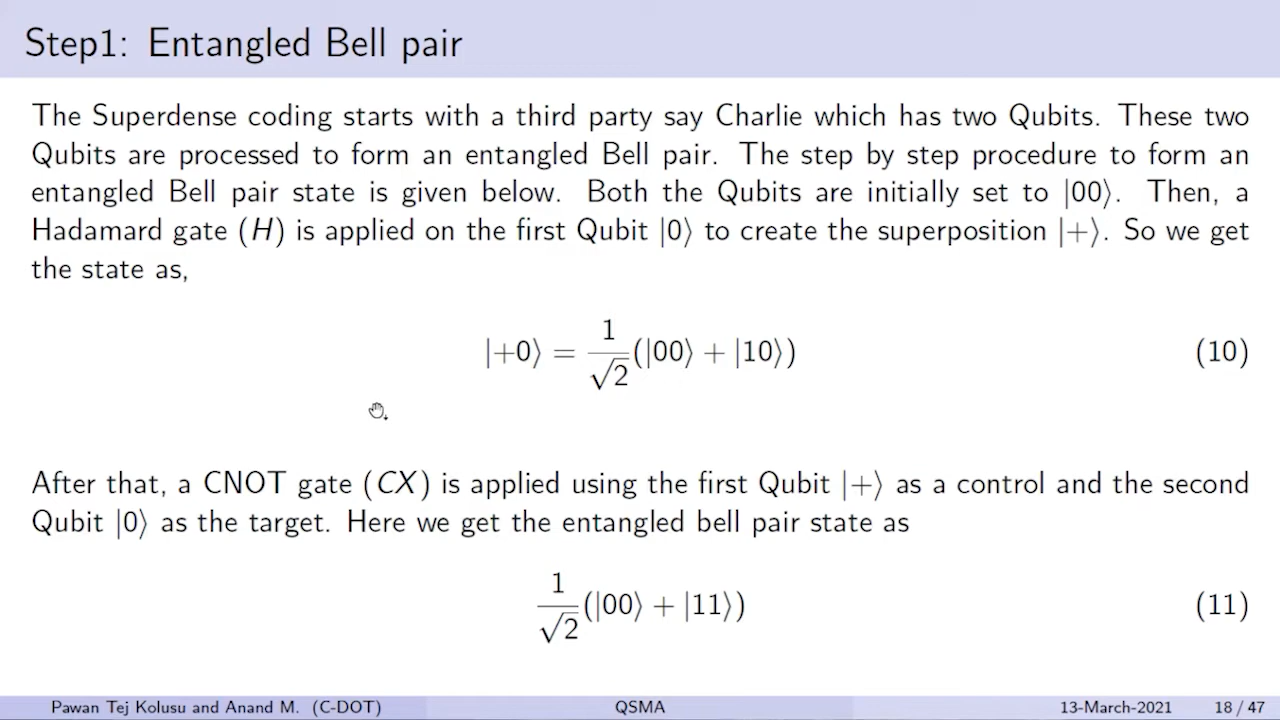 Step1: Entangled Bell pair
The Superdense coding starts with a third party say Charlie which has two Qubits. These two
Qubits are processed to form an entangled Bell pair. The step by step procedure to form an
entangled Bell pair state is given below. Both the Qubits are initially set to |00⟩. Then, a
Hadamard gate (H) is applied on the first Qubit |0⟩ to create the superposition |+⟩. So we get
the state as,
|+0⟩ = 1/√2 (|00⟩ + |10⟩) (10)
After that, a CNOT gate (CX) is applied using the first Qubit |+⟩ as a control and the second
Qubit |0⟩ as the target. Here we get the entangled bell pair state as
1/√2 (|00⟩ + |11⟩) (11)
Pawan Tej Kolusu and Anand M. (C-DOT) QSMA 13-March-2021 18 / 47